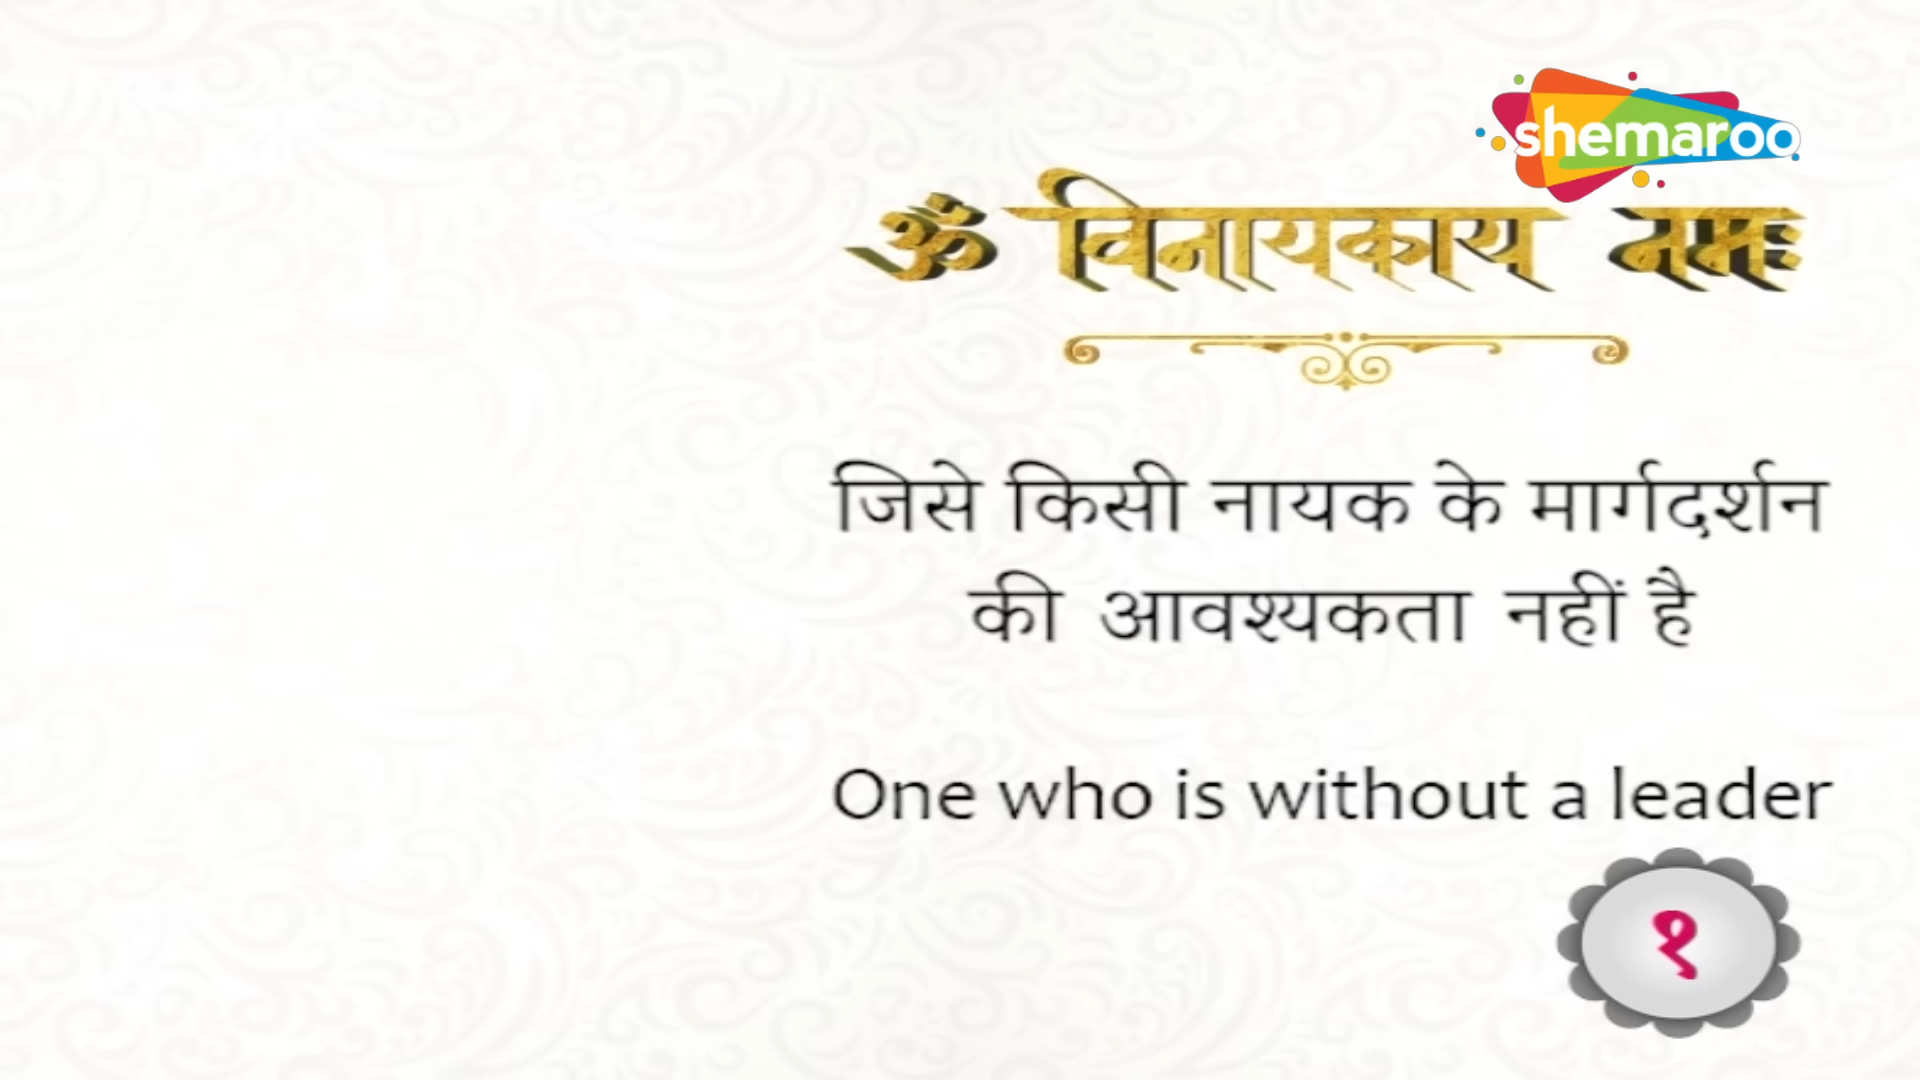 shemaroo
ॐ विनायकाय नमः
जिसे किसी नायक के मार्गदर्शन
की आवश्यकता नहीं है
One who is without a leader
१